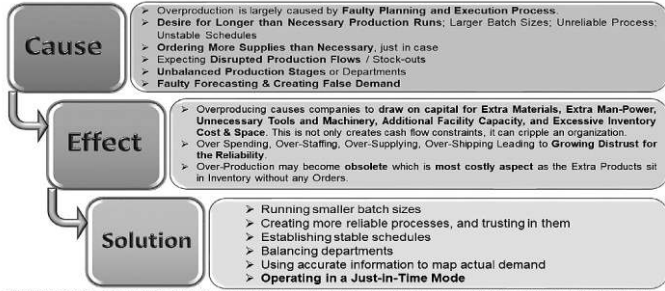 Cause
➢ Overproduction is largely caused by Faulty Planning and Execution Process.
➢ Desire for Longer than Necessary Production Runs; Larger Batch Sizes; Unreliable Process;
Unstable Schedules
➢ Ordering More Supplies than Necessary, just in case
➢ Expecting Disrupted Production Flows / Stock-outs
➢ Unbalanced Production Stages or Departments
➢ Faulty Forecasting & Creating False Demand
Effect
➢ Overproducing causes companies to draw on capital for Extra Materials, Extra Man-Power,
Unnecessary Tools and Machinery, Additional Facility Capacity, and Excessive Inventory
Cost & Space. This is not only creates cash flow constraints, it can cripple an organization.
➢ Over Spending, Over-Staffing, Over-Supplying, Over-Shipping Leading to Growing Distrust for
the Reliability.
➢ Over-Production may become obsolete which is most costly aspect as the Extra Products sit
in Inventory without any Orders.
Solution
➢ Running smaller batch sizes
➢ Creating more reliable processes, and trusting in them
➢ Establishing stable schedules
➢ Balancing departments
➢ Using accurate information to map actual demand
➢ Operating in a Just-In-Time Mode